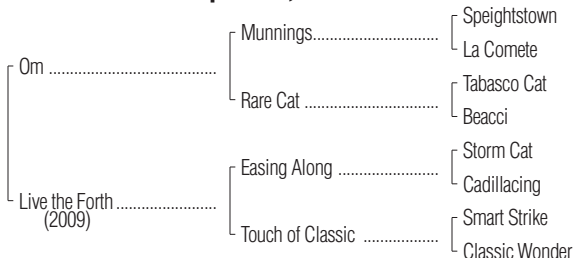 Speightstown
Munnings
La Comete
Om
Tabasco Cat
Rare Cat
Beacci
Storm Cat
Easing Along
Cadillacing
Live the Forth
(2009)
Smart Strike
Touch of Classic
Classic Wonder